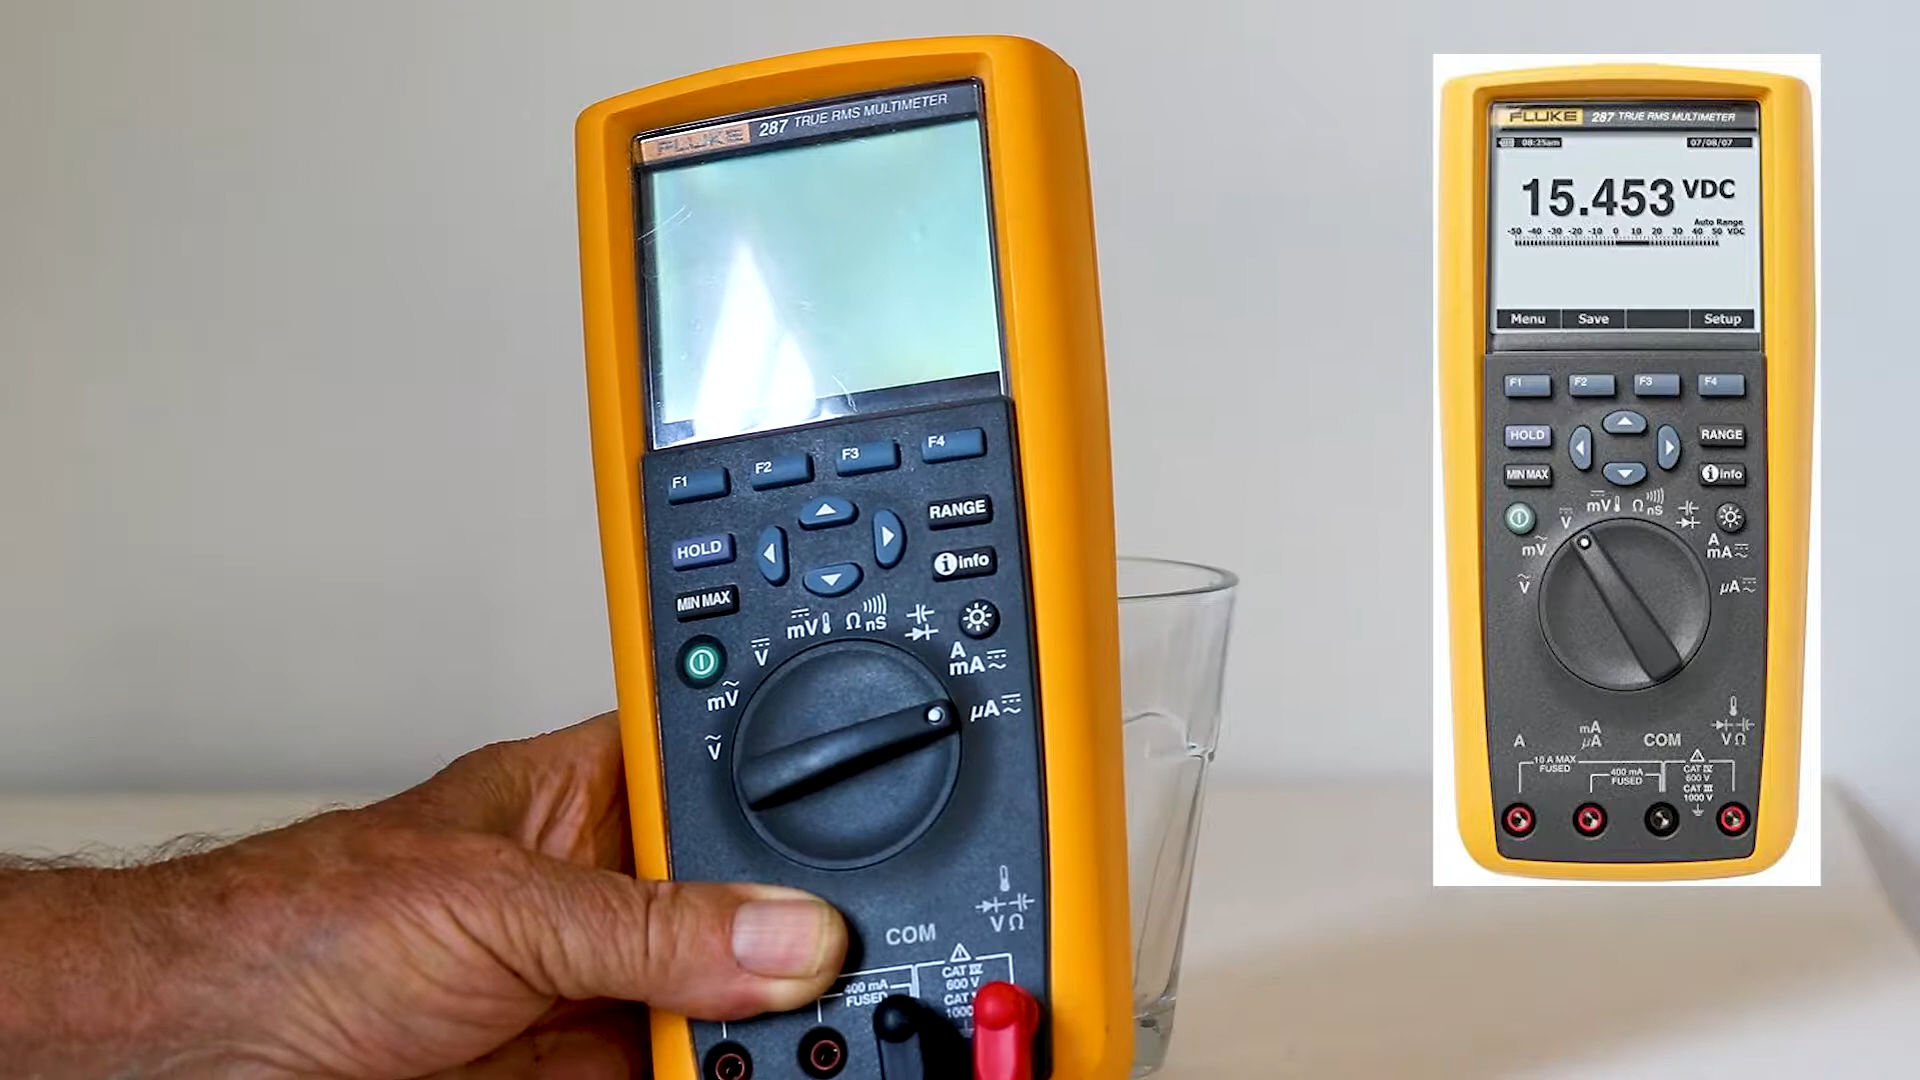 FLUKE 287 TRUE RMS MULTIMETER
F1 F2 F3 F4
HOLD RANGE
MIN MAX info
mV Ω nS
V A
mA
mV µA
V
COM V Ω
400 mA FUSED
CAT IV
600 V
CAT
1000
FLUKE 287 TRUE RMS MULTIMETER
08:25am 07/08/07
15.453 VDC
Auto Range
-50 -40 -30 -20 -10 0 10 20 30 40 50 VDC
Menu Save Setup
F1 F2 F3 F4
HOLD RANGE
MIN MAX info
mV Ω nS
V
mV A
mA
V µA
A mA
µA COM V Ω
10 A MAX
FUSED
400 mA
FUSED
CAT IV
600 V
CAT III
1000 V